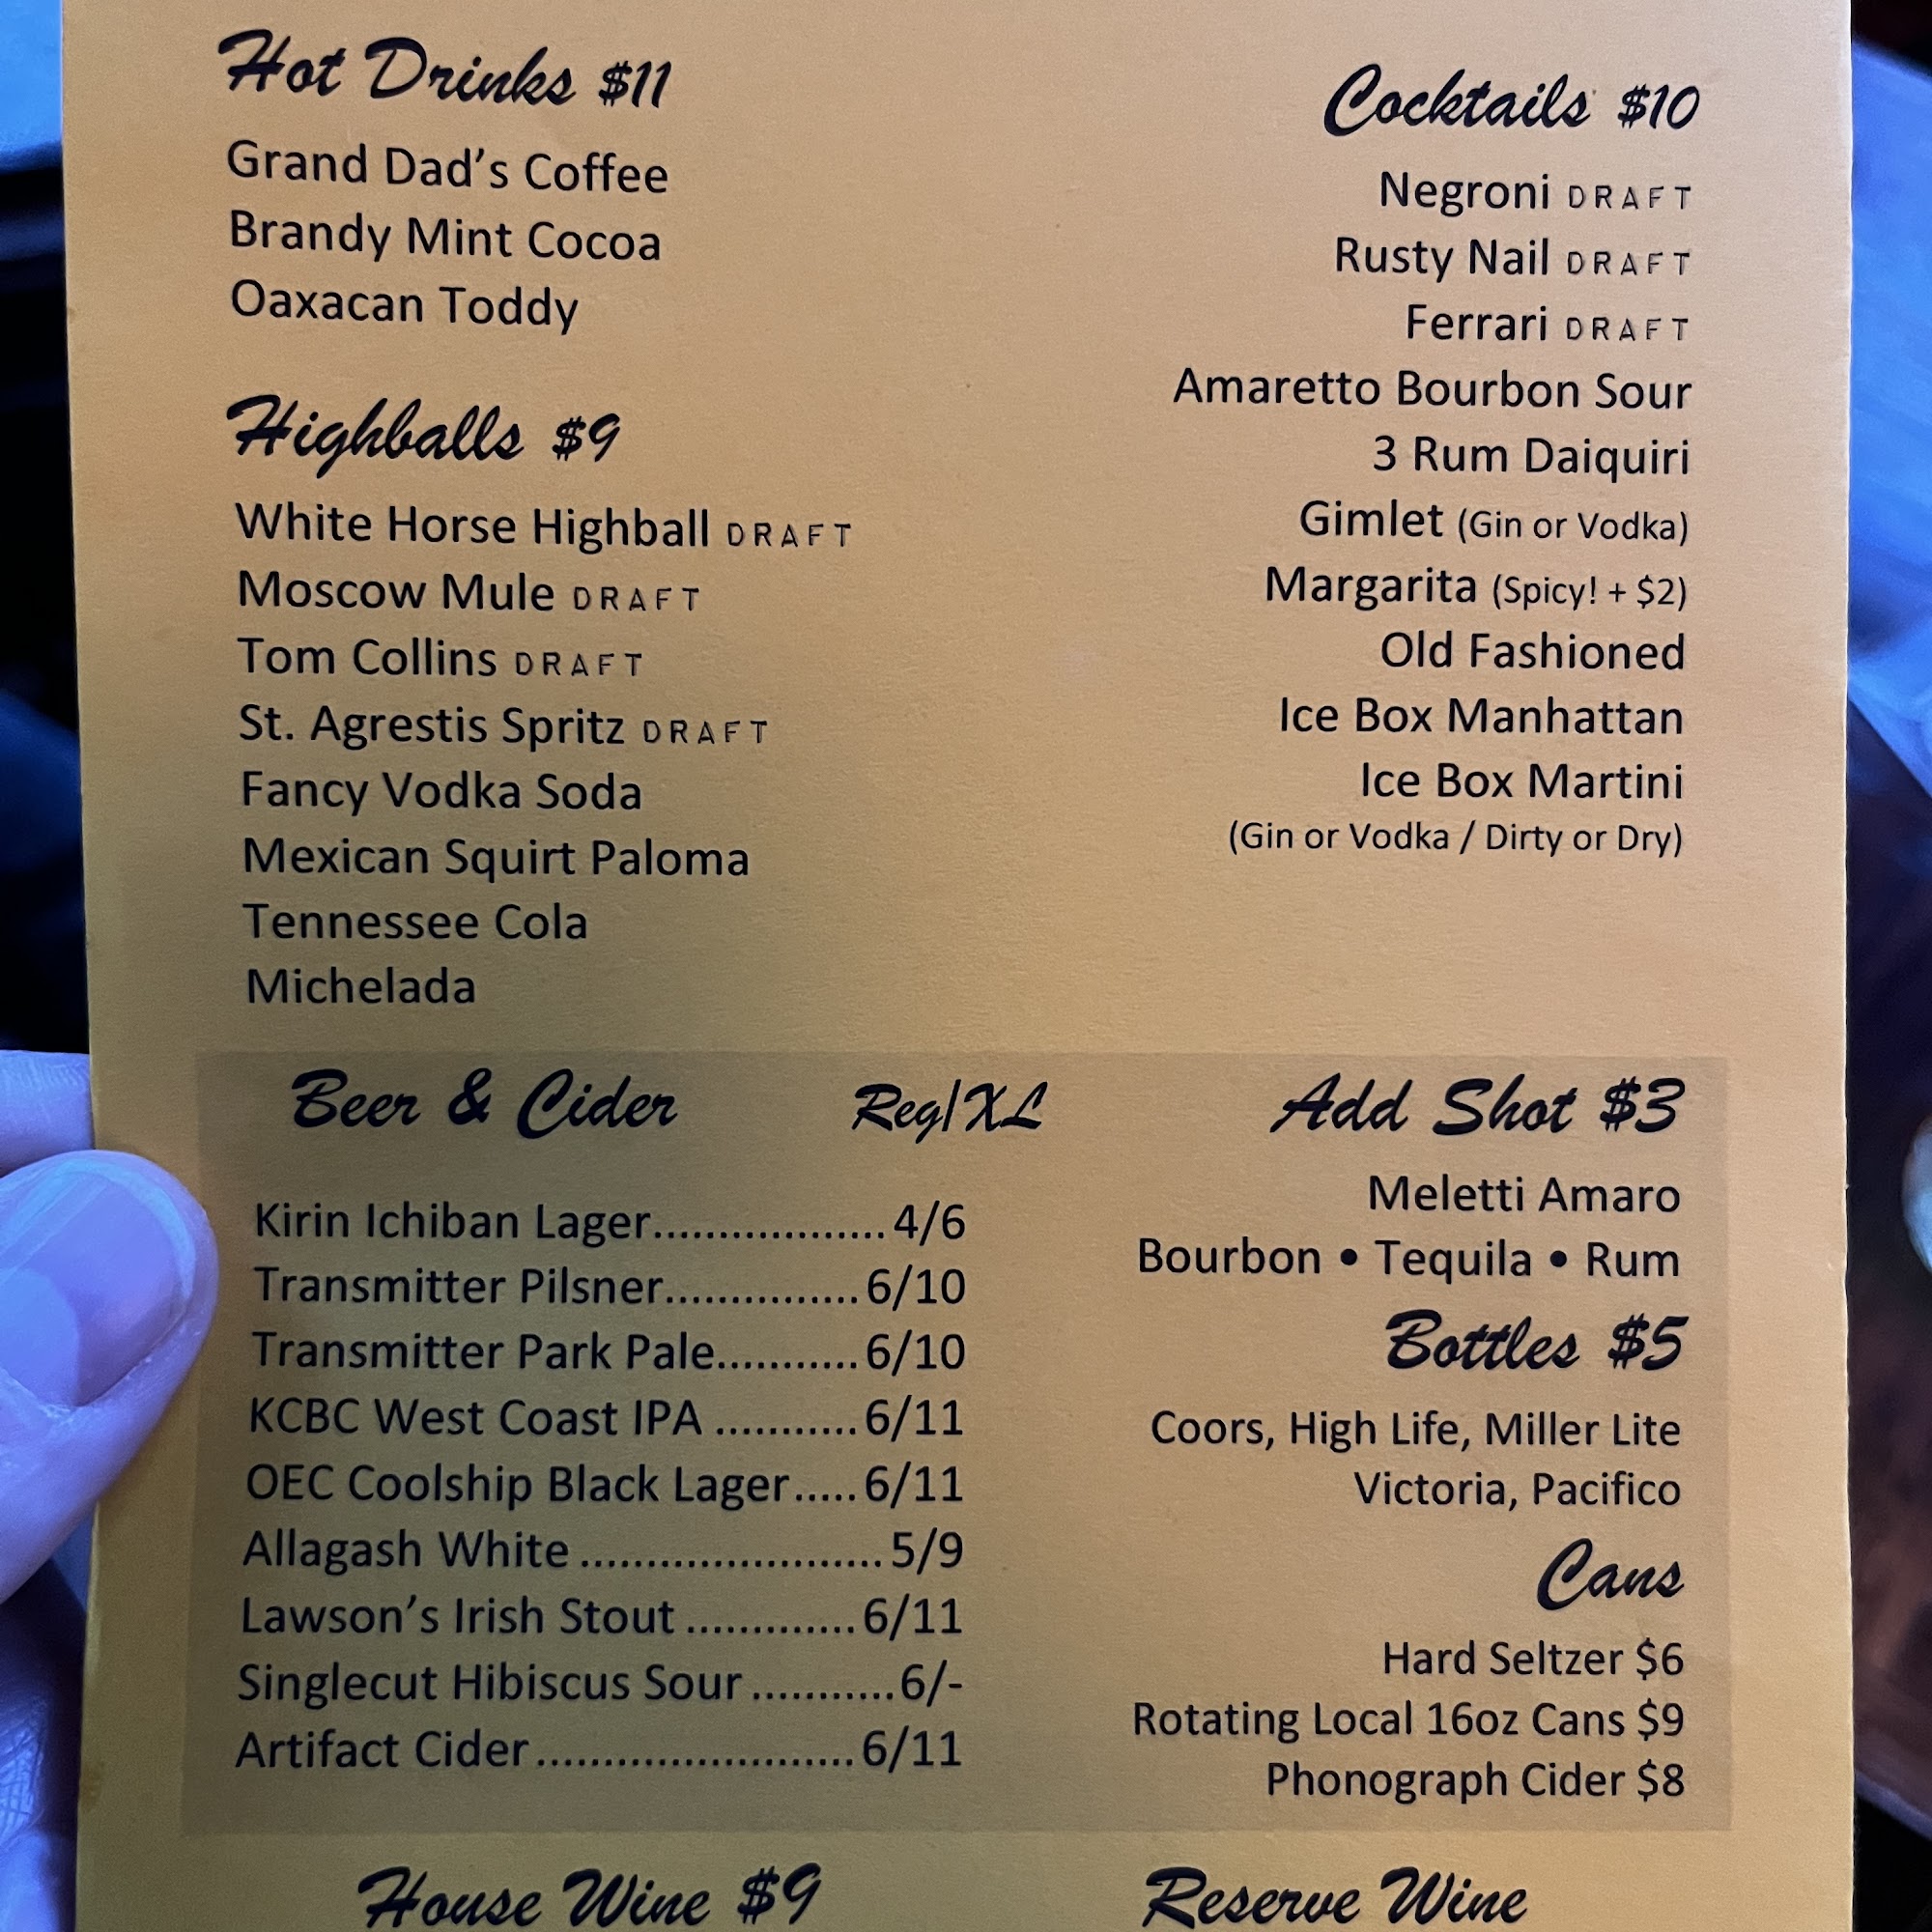 Hot Drinks $11
Grand Dad's Coffee
Brandy Mint Cocoa
Oaxacan Toddy
Highballs $9
White Horse Highball DRAFT
Moscow Mule DRAFT
Tom Collins DRAFT
St. Agrestis Spritz DRAFT
Fancy Vodka Soda
Mexican Squirt Paloma
Tennessee Cola
Michelada
Cocktails $10
Negroni DRAFT
Rusty Nail DRAFT
Ferrari DRAFT
Amaretto Bourbon Sour
3 Rum Daiquiri
Gimlet (Gin or Vodka)
Margarita (Spicy! + $2)
Old Fashioned
Ice Box Manhattan
Ice Box Martini
(Gin or Vodka / Dirty or Dry)
Beer & Cider Reg/XL
Kirin Ichiban Lager..................4/6
Transmitter Pilsner...............6/10
Transmitter Park Pale...........6/10
KCBC West Coast IPA ...........6/11
OEC Coolship Black Lager.....6/11
Allagash White .......................5/9
Lawson's Irish Stout .............6/11
Singlecut Hibiscus Sour...........6/-
Artifact Cider........................6/11
Add Shot $3
Meletti Amaro
Bourbon • Tequila • Rum
Bottles $5
Coors, High Life, Miller Lite
Victoria, Pacifico
Cans
Hard Seltzer $6
Rotating Local 16oz Cans $9
Phonograph Cider $8
House Wine $9
Reserve Wine